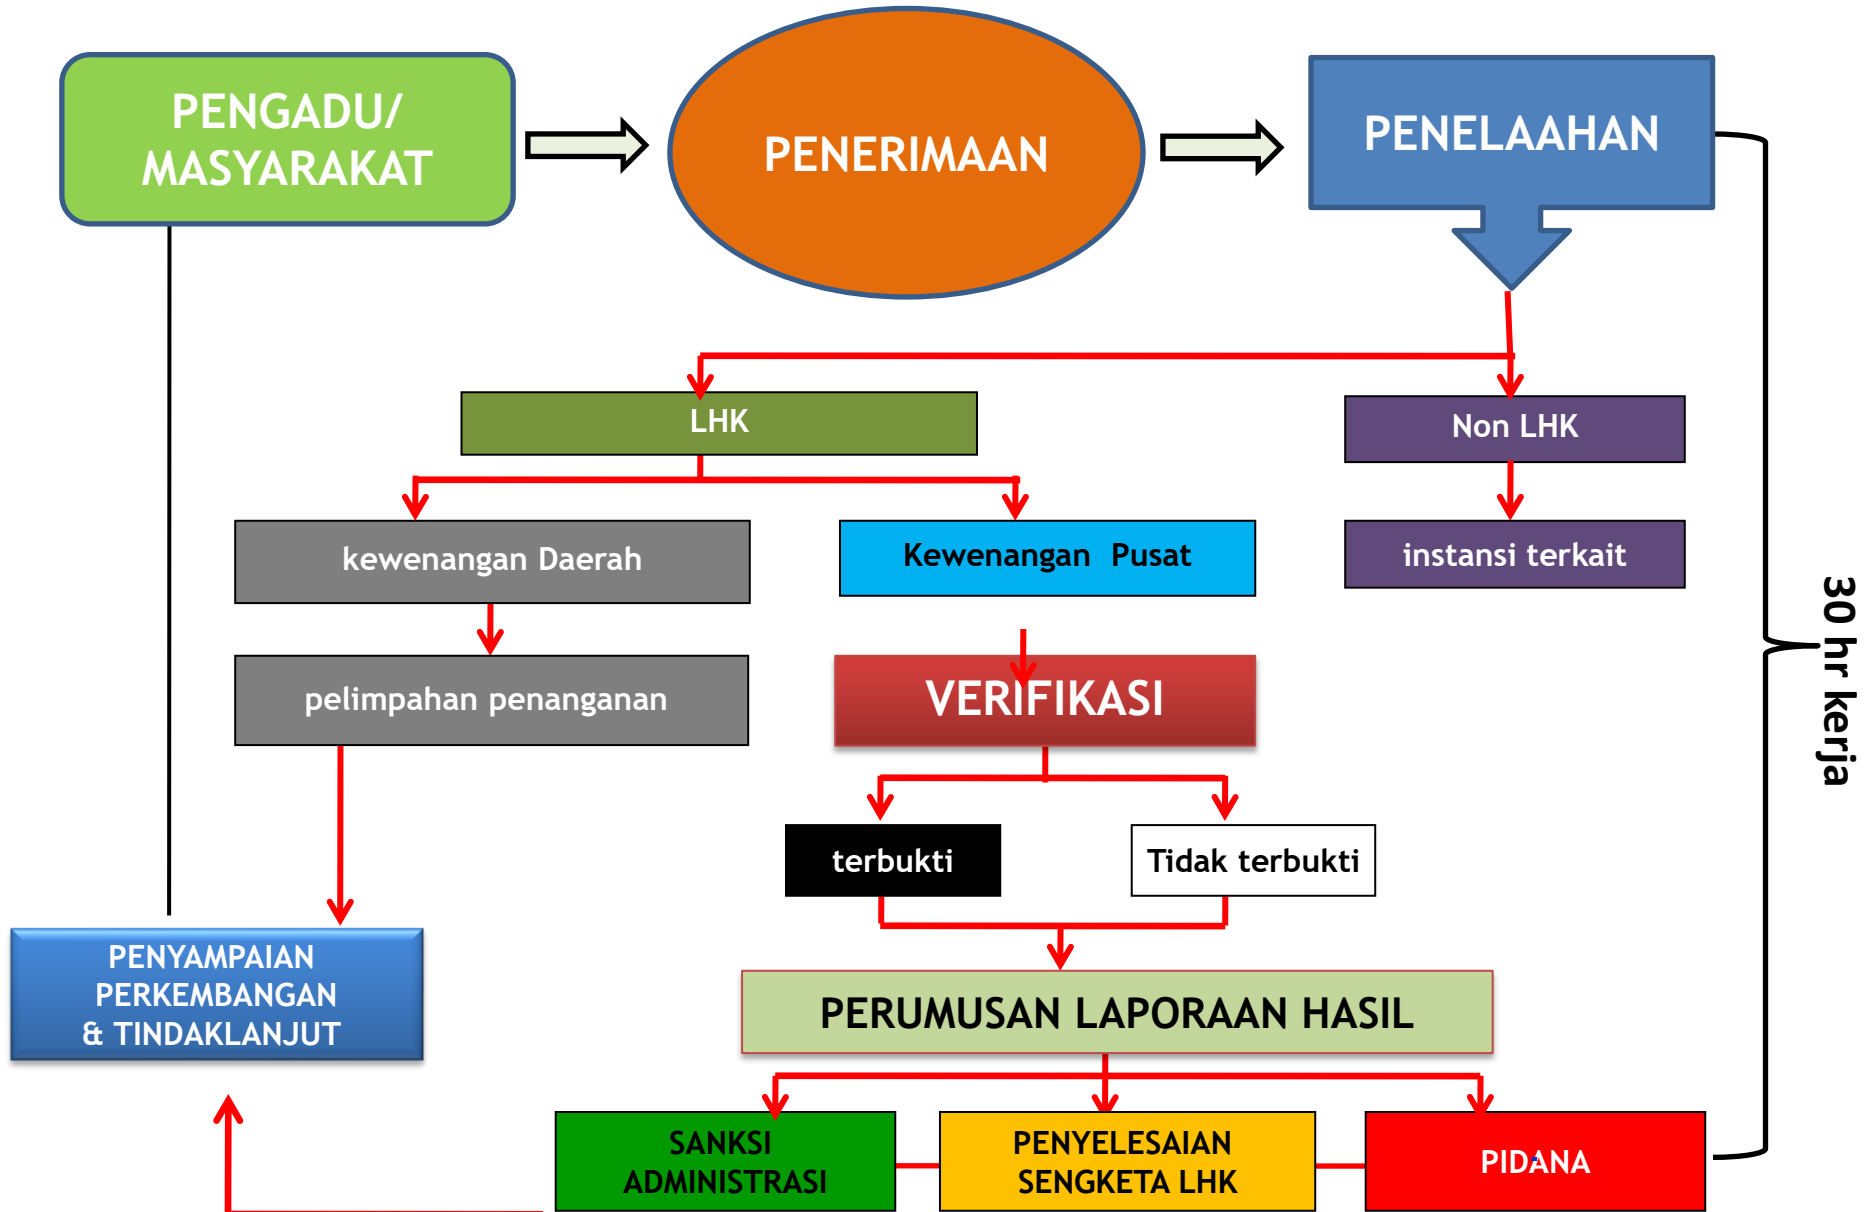 PENGADU/
MASYARAKAT
PENERIMAAN
PENELAAHAN
LHK
Non LHK
kewenangan Daerah
Kewenangan Pusat
instansi terkait
30 hr kerja
pelimpahan penanganan
VERIFIKASI
terbukti
Tidak terbukti
PENYAMPAIAN
PERKEMBANGAN
& TINDAKLANJUT
PERUMUSAN LAPORAAN HASIL
SANKSI
ADMINISTRASI
PENYELESAIAN
SENGKETA LHK
PIDANA